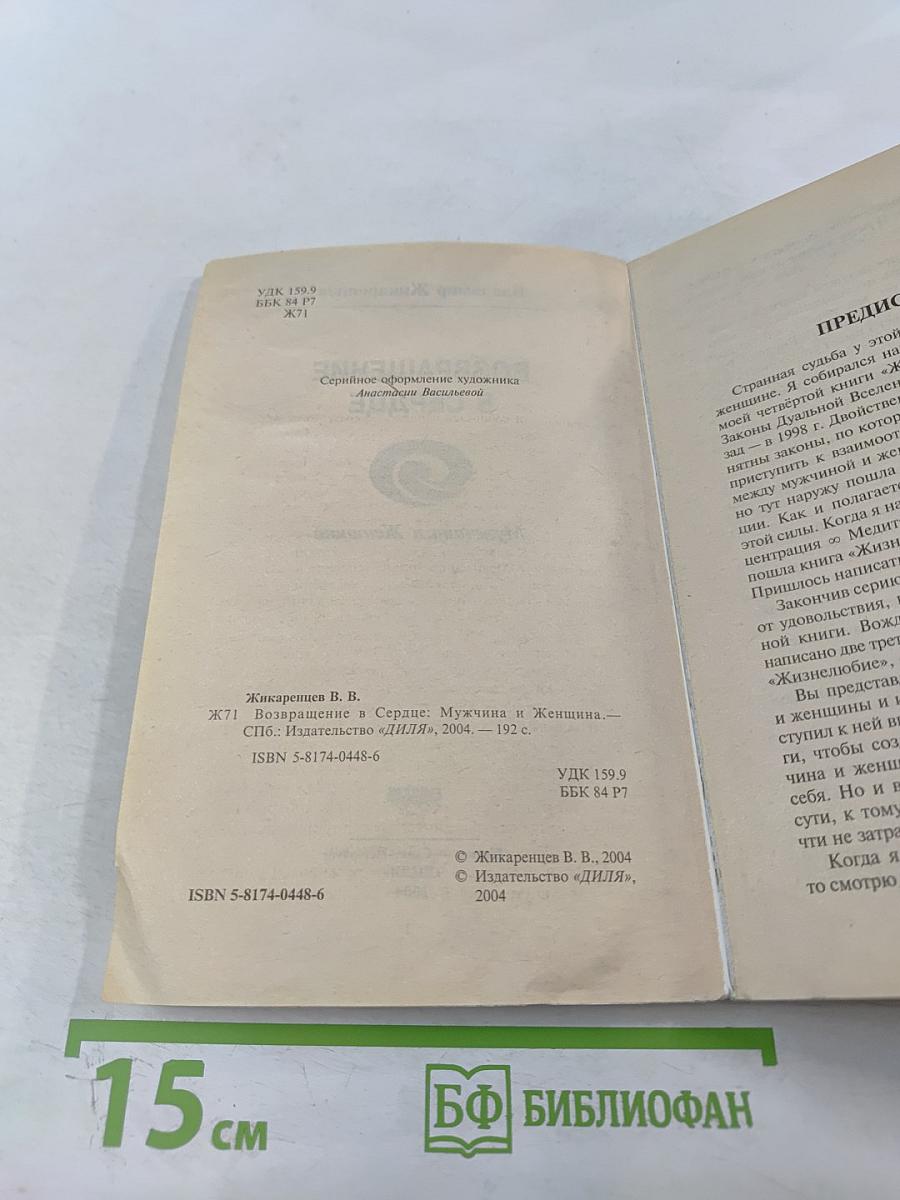 УДК 159.9
ББК 84 Р7
Ж71
Серийное оформление художника
Анастасии Васильевой
ВОЗВРАЩЕНИЕ
В СЕРДЦЕ
Мужчина и Женщина
Жикаренцев В. В.
Ж71 Возвращение в Сердце: Мужчина и Женщина.—
СПб.: Издательство «ДИЛЯ», 2004. — 192 с.
ISBN 5-8174-0448-6
УДК 159.9
ББК 84 Р7
© Жикаренцев В. В., 2004
© Издательство «ДИЛЯ»,
2004
ISBN 5-8174-0448-6
ПРЕДИС
Странная судьба у этой
женщине. Я собирался на
моей четвёртой книги «Ж
Законы Дуальной Вселен
зад — в 1998 г. Двойствен
нятны законы, по котор
приступить к взаимоот
между мужчиной и же
но тут наружу пошла
ции. Как и полагает
этой силы. Когда я на
центрация ∞ Медит
пошла книга «Жизн
Пришлось написат
Закончив серию
от удовольствия,
ной книги. Вожд
написано две трет
«Жизнелюбие»,
Вы представ
и женщины и и
ступил к ней в
ги, чтобы соз
чина и женщ
себя. Но и в
сути, к тому
чти не затра
Когда я
то смотрю
15 см
БФ БИБЛИОФАН